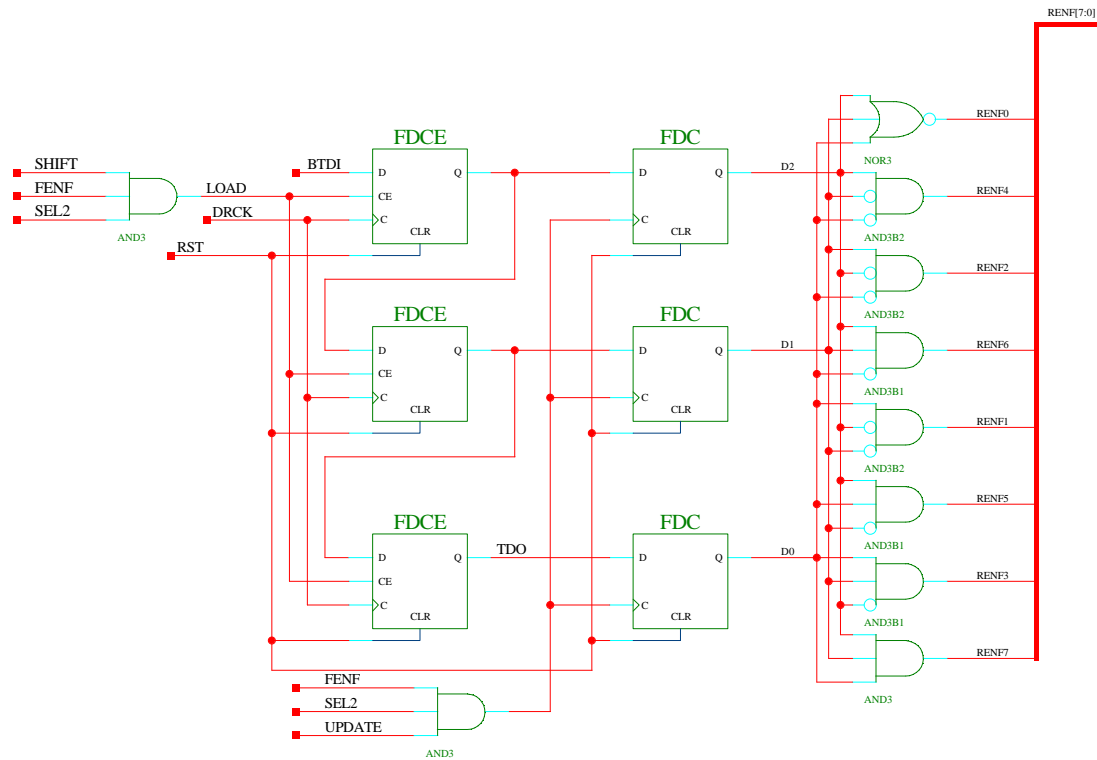 RENF[7:0]
RENF0
NOR3
FDCE
FDC
SHIFT
BTDI
D
Q
D
Q
D2
FENF
LOAD
CE
RENF4
SEL2
DRCK
C
C
AND3
CLR
CLR
AND3B2
RST
RENF2
AND3B2
FDCE
FDC
D
Q
D
Q
D1
RENF6
CE
AND3B1
C
C
CLR
CLR
RENF1
AND3B2
RENF5
FDCE
FDC
AND3B1
D
Q
TDO
D
Q
D0
CE
RENF3
C
C
CLR
CLR
AND3B1
RENF7
FENF
SEL2
AND3
UPDATE
AND3